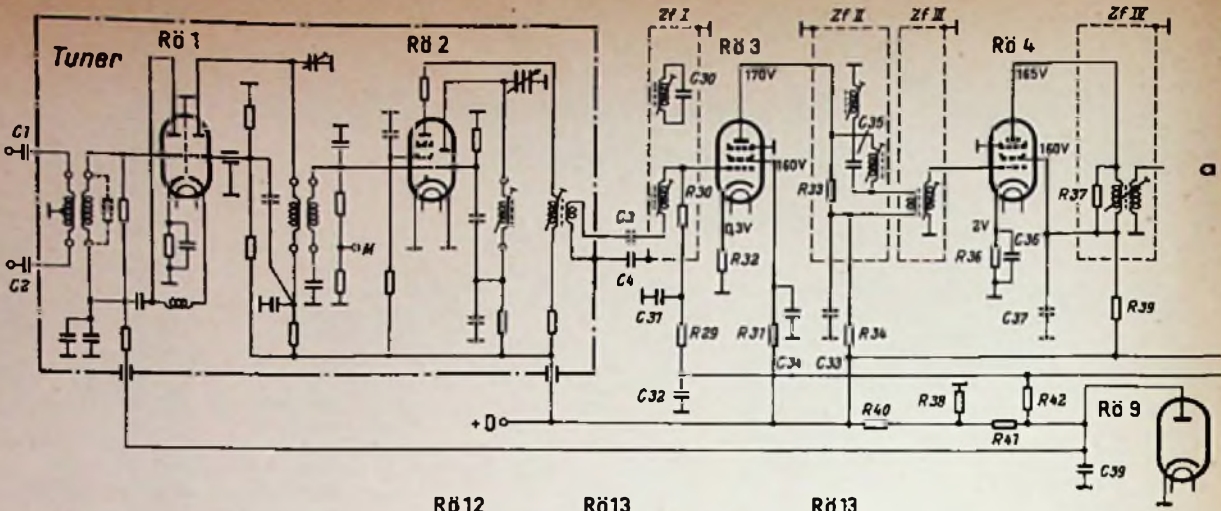 Zf I
Zf II
Zf III
Zf IV
Tuner
Rö 1
Rö 2
Rö 3
Rö 4
C30
170V
165V
C1
C35
160V
160V
R30
R33
R37
a
C3
0,3V
2V
C36
M
R32
R36
C2
C4
C31
C37
R39
R29
R31
R34
C34
C33
C32
R38
R42
Rö 9
R40
+
R41
C39
Rö12
Rö13
Rö13